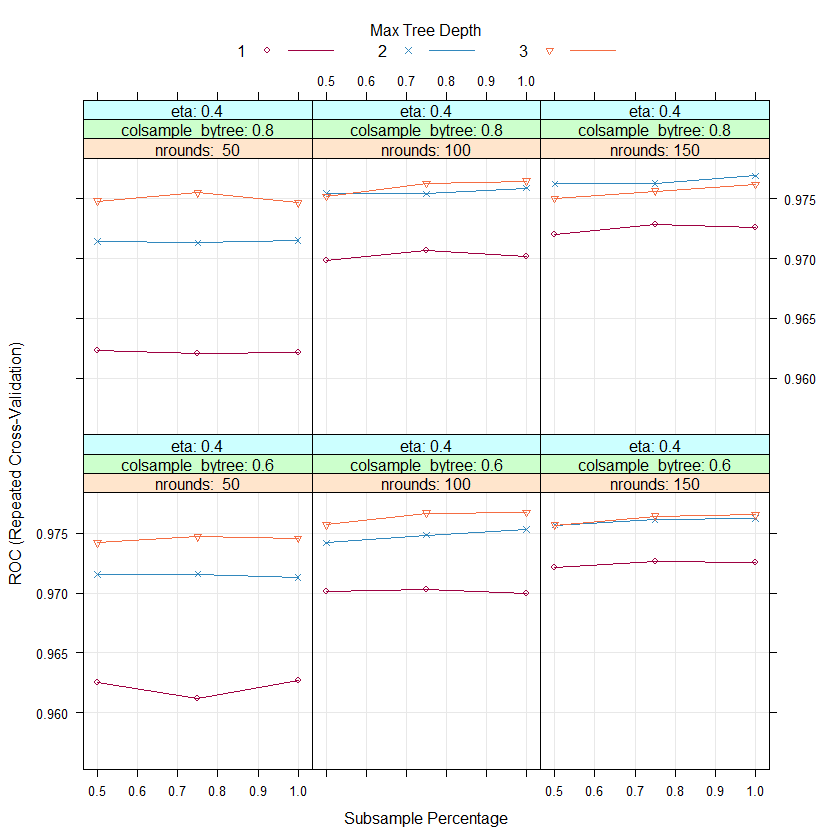 Max Tree Depth
1 2 3
0.5 0.6 0.7 0.8 0.9 1.0
eta: 0.4 eta: 0.4 eta: 0.4
colsample_bytree: 0.8 colsample_bytree: 0.8 colsample_bytree: 0.8
nrounds: 50 nrounds: 100 nrounds: 150
0.975
0.970
0.965
0.960
eta: 0.4 eta: 0.4 eta: 0.4
colsample_bytree: 0.6 colsample_bytree: 0.6 colsample_bytree: 0.6
nrounds: 50 nrounds: 100 nrounds: 150
0.975
0.970
0.965
0.960
0.5 0.6 0.7 0.8 0.9 1.0 0.5 0.6 0.7 0.8 0.9 1.0
Subsample Percentage
ROC (Repeated Cross-Validation)